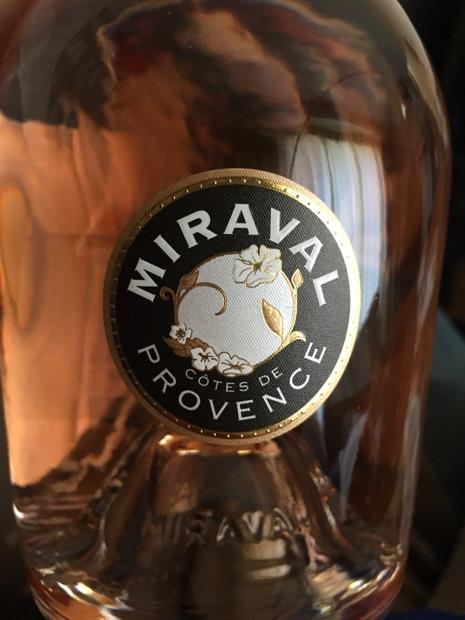 MIRAVAL
CÔTES DE
PROVENCE
MIRAVAL